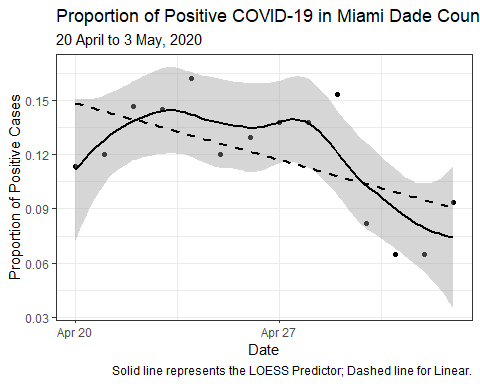 Proportion of Positive COVID-19 in Miami Dade Coun
20 April to 3 May, 2020
Proportion of Positive Cases
0.15
0.12
0.09
0.06
0.03
Apr 20
Apr 27
Date
Solid line represents the LOESS Predictor; Dashed line for Linear.